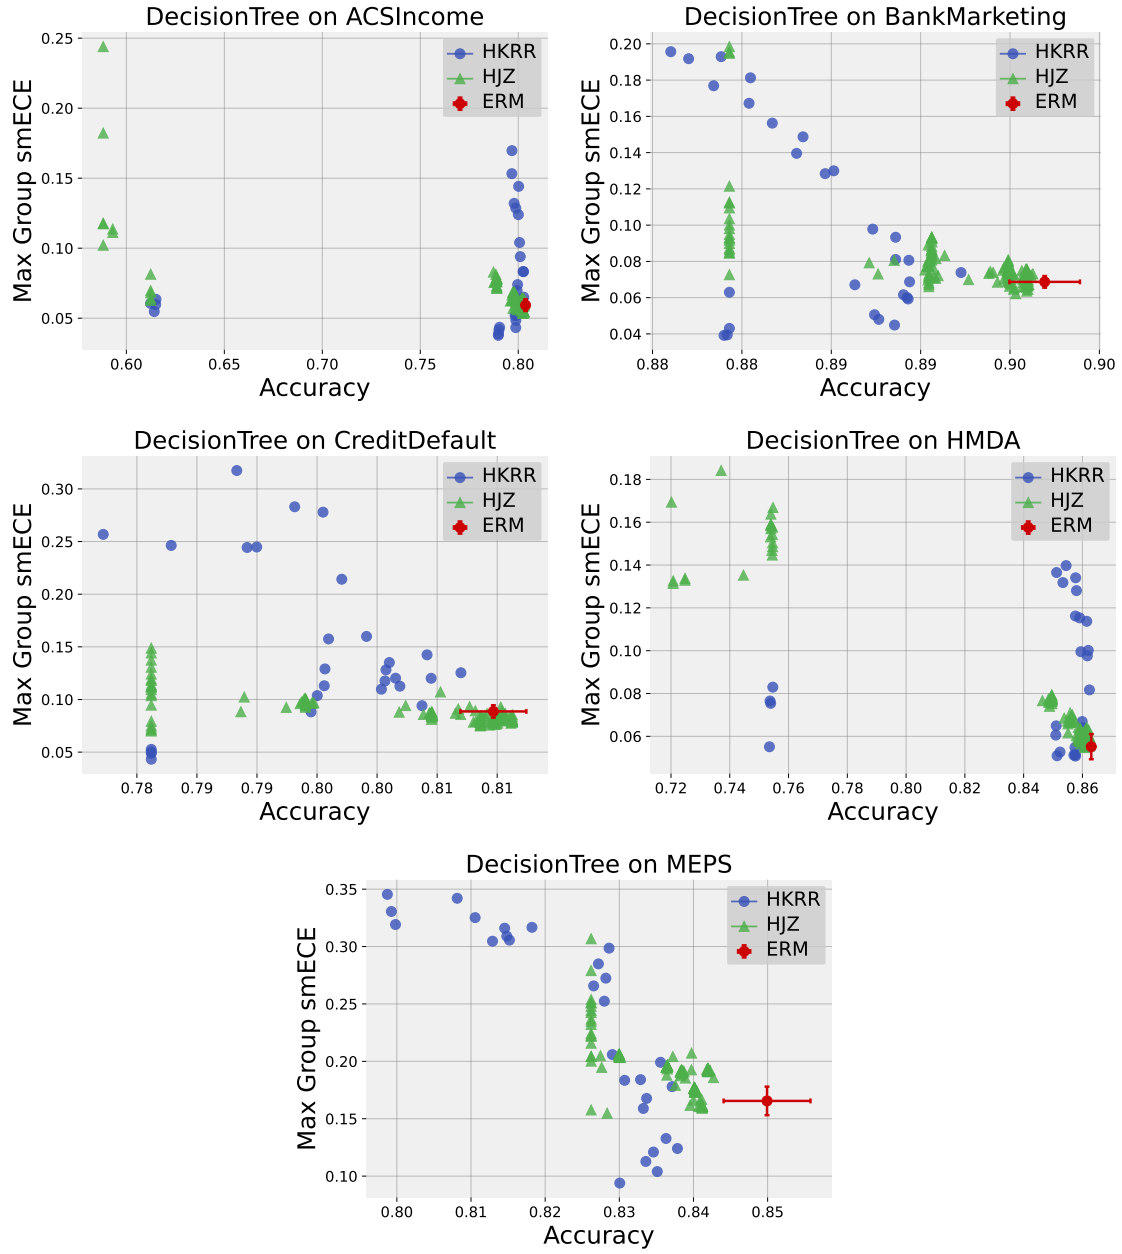 DecisionTree on ACSIncome
0.25
0.20
0.15
0.10
0.05
Max Group smECE
HKRR
HJZ
ERM
0.60 0.65 0.70 0.75 0.80
Accuracy
DecisionTree on BankMarketing
0.20
0.18
0.16
0.14
0.12
0.10
0.08
0.06
0.04
Max Group smECE
HKRR
HJZ
ERM
0.88 0.88 0.89 0.89 0.90 0.90
Accuracy
DecisionTree on CreditDefault
0.30
0.25
0.20
0.15
0.10
0.05
Max Group smECE
HKRR
HJZ
ERM
0.78 0.79 0.79 0.80 0.80 0.81 0.81
Accuracy
DecisionTree on HMDA
0.18
0.16
0.14
0.12
0.10
0.08
0.06
Max Group smECE
HKRR
HJZ
ERM
0.72 0.74 0.76 0.78 0.80 0.82 0.84 0.86
Accuracy
DecisionTree on MEPS
0.35
0.30
0.25
0.20
0.15
0.10
Max Group smECE
HKRR
HJZ
ERM
0.80 0.81 0.82 0.83 0.84 0.85
Accuracy